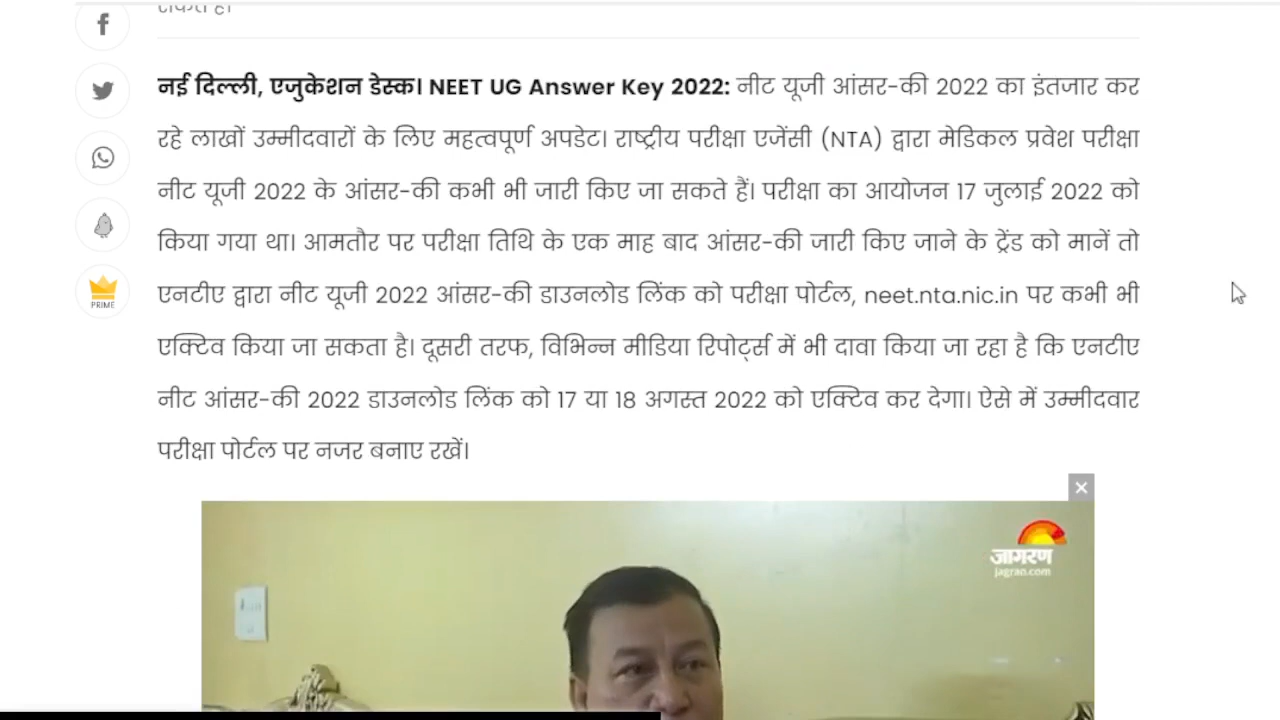 नई दिल्ली, एजुकेशन डेस्क। NEET UG Answer Key 2022: नीट यूजी आंसर-की 2022 का इंतजार कर
रहे लाखों उम्मीदवारों के लिए महत्वपूर्ण अपडेट। राष्ट्रीय परीक्षा एजेंसी (NTA) द्वारा मेडिकल प्रवेश परीक्षा
नीट यूजी 2022 के आंसर-की कभी भी जारी किए जा सकते हैं। परीक्षा का आयोजन 17 जुलाई 2022 को
किया गया था। आमतौर पर परीक्षा तिथि के एक माह बाद आंसर-की जारी किए जाने के ट्रेंड को मानें तो
एनटीए द्वारा नीट यूजी 2022 आंसर-की डाउनलोड लिंक को परीक्षा पोर्टल, neet.nta.nic.in पर कभी भी
एक्टिव किया जा सकता है। दूसरी तरफ, विभिन्न मीडिया रिपोर्ट्स में भी दावा किया जा रहा है कि एनटीए
नीट आंसर-की 2022 डाउनलोड लिंक को 17 या 18 अगस्त 2022 को एक्टिव कर देगा। ऐसे में उम्मीदवार
परीक्षा पोर्टल पर नजर बनाए रखें।
PRIME
जागरण
jagran.com